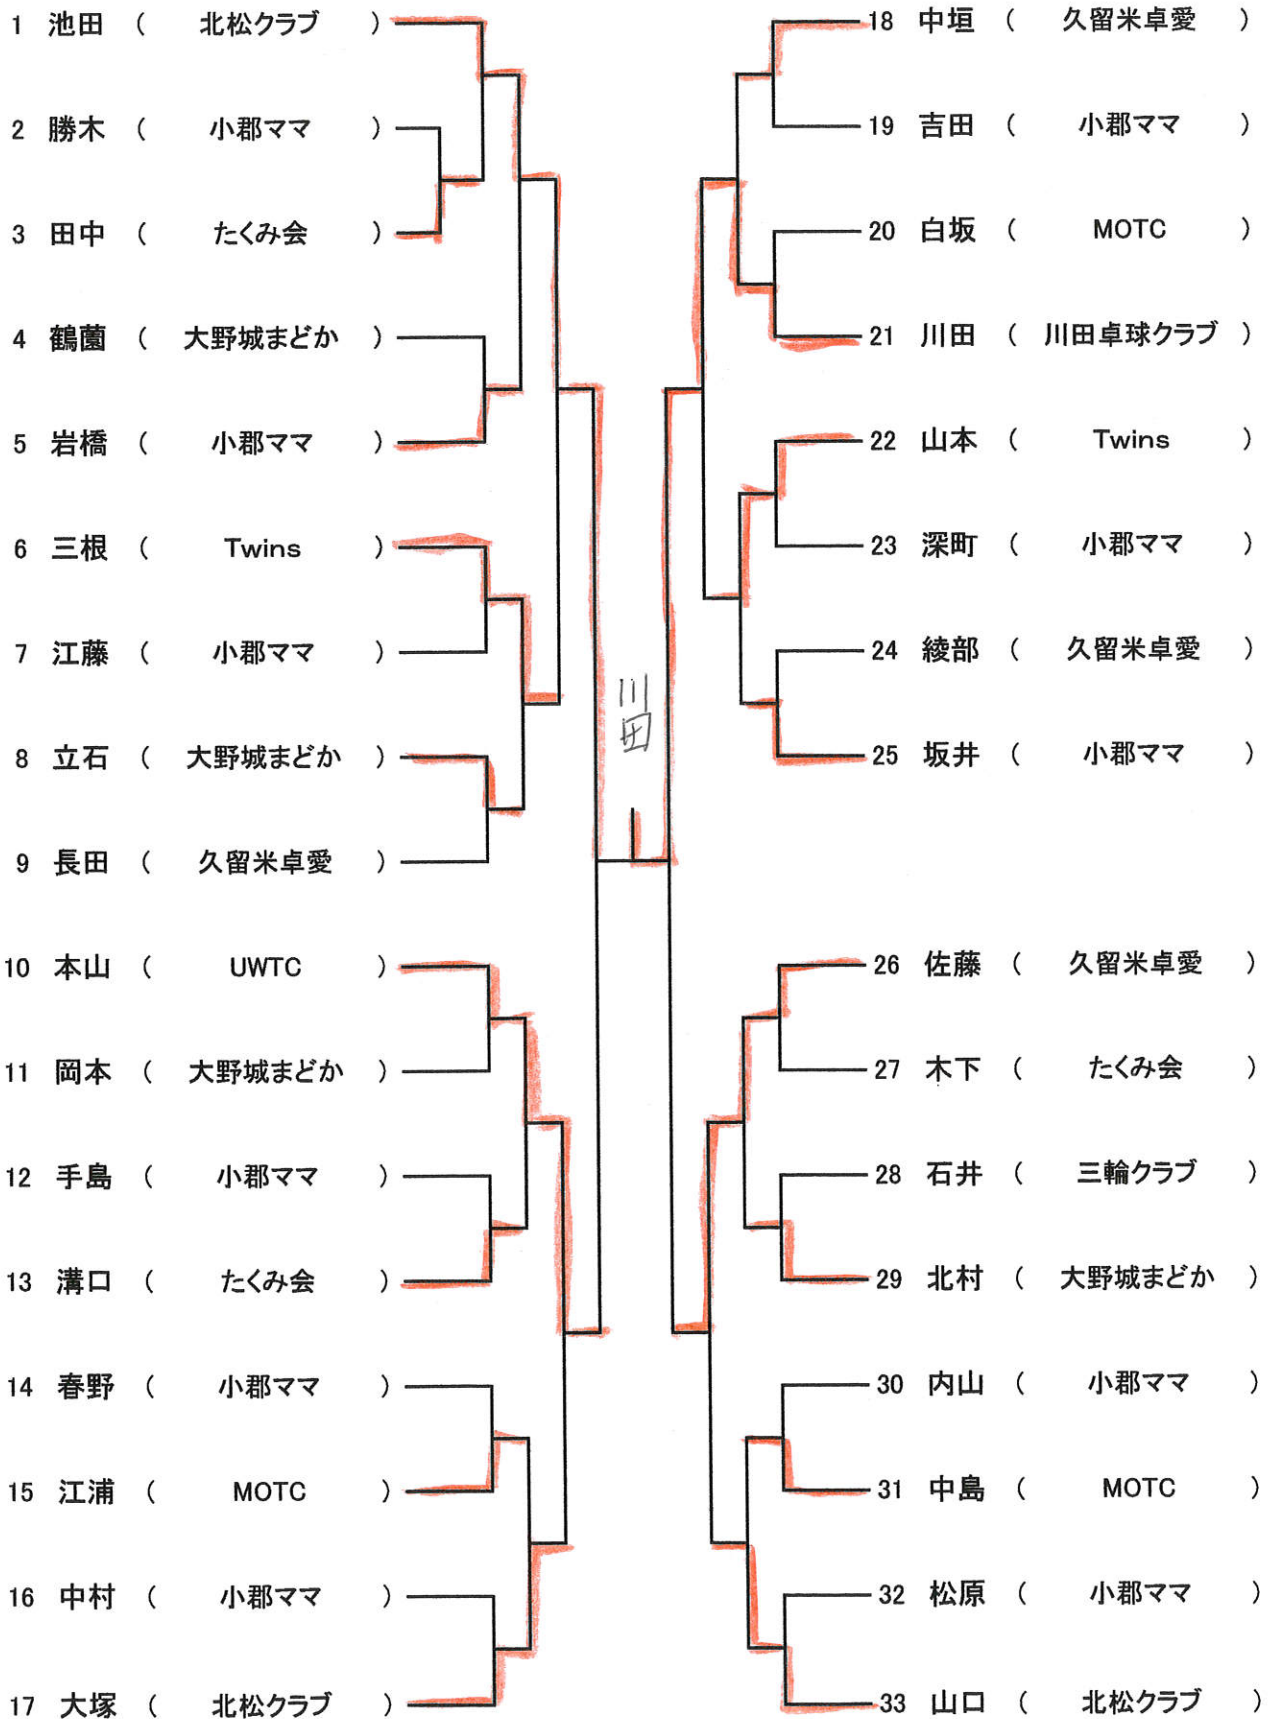 1 池田 ( 北松クラブ )
2 勝木 ( 小郡ママ )
3 田中 ( たくみ会 )
4 鶴薗 ( 大野城まどか )
5 岩橋 ( 小郡ママ )
6 三根 ( Twins )
7 江藤 ( 小郡ママ )
8 立石 ( 大野城まどか )
9 長田 ( 久留米卓愛 )
10 本山 ( UWTC )
11 岡本 ( 大野城まどか )
12 手島 ( 小郡ママ )
13 溝口 ( たくみ会 )
14 春野 ( 小郡ママ )
15 江浦 ( MOTC )
16 中村 ( 小郡ママ )
17 大塚 ( 北松クラブ )
川田
18 中垣 ( 久留米卓愛 )
19 吉田 ( 小郡ママ )
20 白坂 ( MOTC )
21 川田 ( 川田卓球クラブ )
22 山本 ( Twins )
23 深町 ( 小郡ママ )
24 綾部 ( 久留米卓愛 )
25 坂井 ( 小郡ママ )
26 佐藤 ( 久留米卓愛 )
27 木下 ( たくみ会 )
28 石井 ( 三輪クラブ )
29 北村 ( 大野城まどか )
30 内山 ( 小郡ママ )
31 中島 ( MOTC )
32 松原 ( 小郡ママ )
33 山口 ( 北松クラブ )